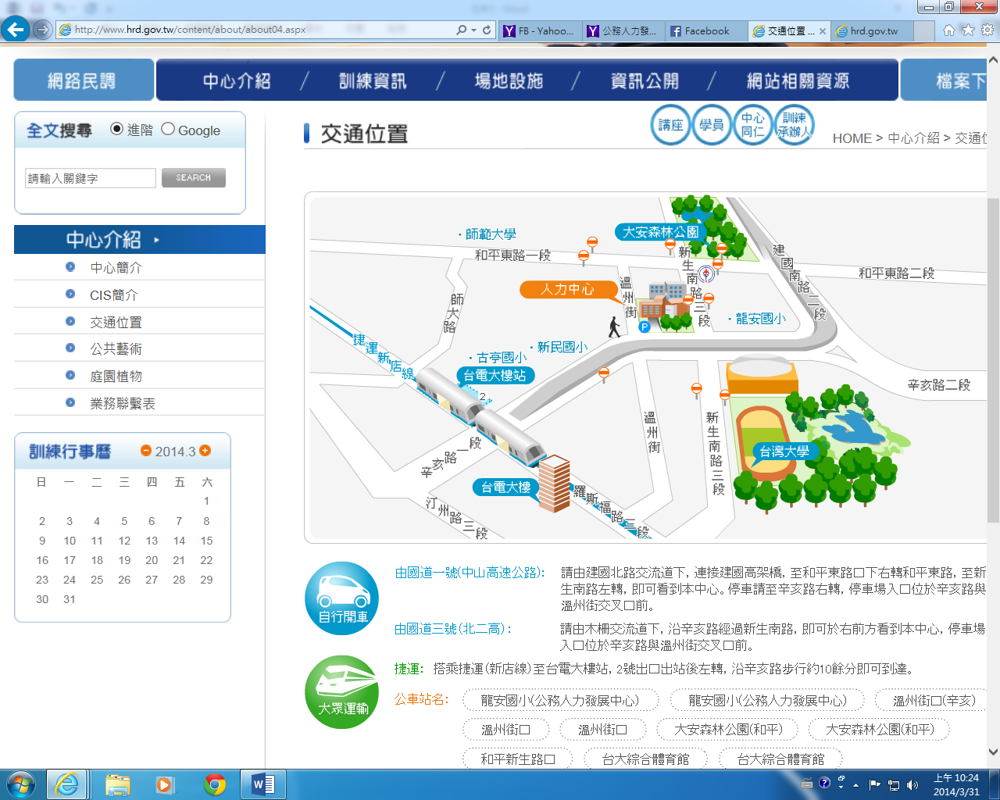 http://www.hrd.gov.tw/content/about/about04.aspx
FB - Yahoo...
公務人力發...
Facebook
交通位置 ...
hrd.gov.tw
網路民調
中心介紹
訓練資訊
場地設施
資訊公開
網站相關資源
檔案下
全文搜尋
進階
Google
請輸入關鍵字
SEARCH
交通位置
講座
學員
中心同仁
訓練承辦人
HOME > 中心介紹 > 交通位
中心介紹
中心簡介
CIS簡介
交通位置
公共藝術
庭園植物
業務聯繫表
訓練行事曆
2014.3
日 一 二 三 四 五 六
1
2 3 4 5 6 7 8
9 10 11 12 13 14 15
16 17 18 19 20 21 22
23 24 25 26 27 28 29
30 31
師範大學
大安森林公園
和平東路一段
新生南路三段
建國南路二段
和平東路二段
人力中心
溫州街
師大路
P
龍安國小
捷運新店線
新民國小
古亭國小
台電大樓站
2
辛亥路二段
溫州街
新生南路三段
台灣大學
辛亥路一段
台電大樓
羅斯福路三段
汀州路三段
自行開車
由國道一號(中山高速公路):
請由建國北路交流道下, 連接建國高架橋, 至和平東路口下右轉和平東路, 至新
生南路左轉, 即可看到本中心。停車請至辛亥路右轉, 停車場入口位於辛亥路與
溫州街交叉口前。
由國道三號(北二高):
請由木柵交流道下, 沿辛亥路經過新生南路, 即可於右前方看到本中心, 停車場
入口位於辛亥路與溫州街交叉口前。
大眾運輸
捷運: 搭乘捷運(新店線)至台電大樓站, 2號出口出站後左轉, 沿辛亥路步行約10餘分即可到達。
公車站名:
龍安國小(公務人力發展中心)
龍安國小(公務人力發展中心)
溫州街口(辛亥)
溫州街口
溫州街口
大安森林公園(和平)
大安森林公園(和平)
和平新生路口
台大綜合體育館
台大綜合體育館
上午 10:24
2014/3/31